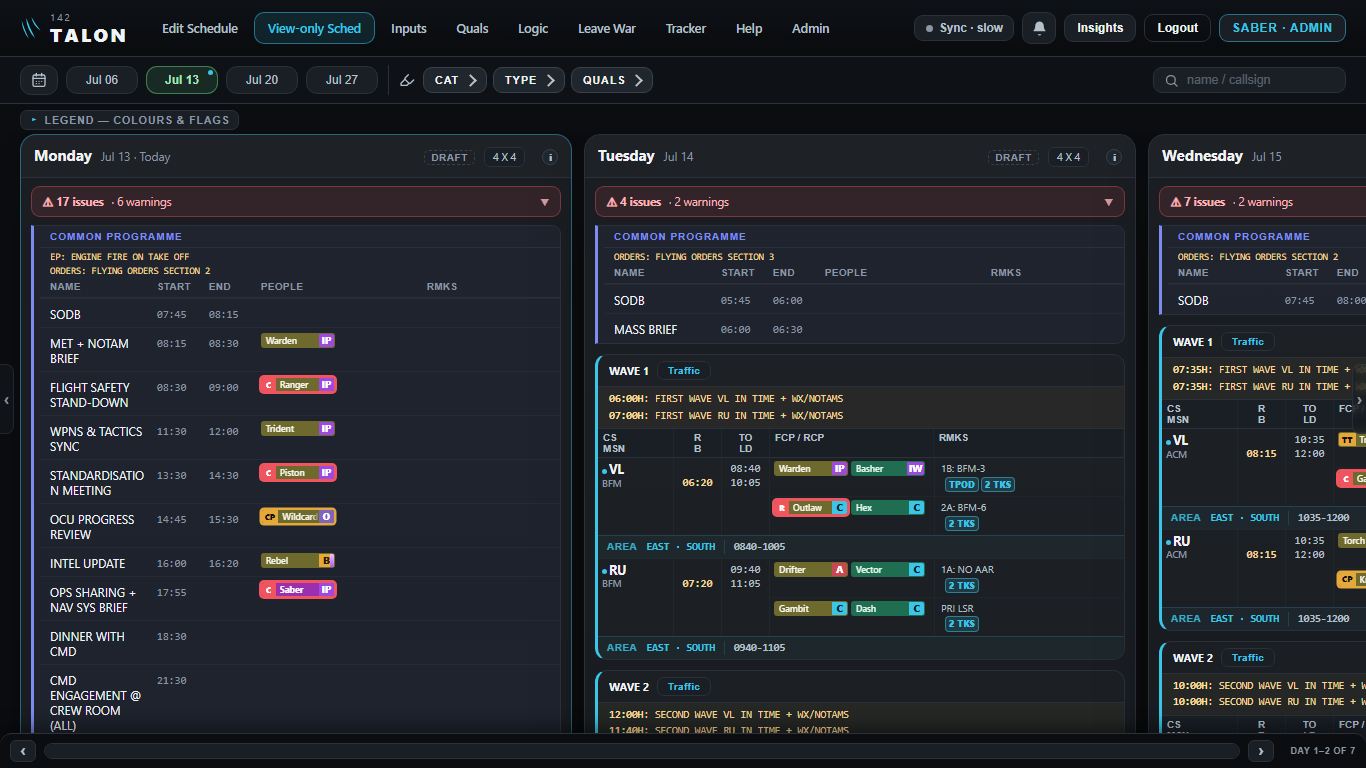 142
TALON
Edit Schedule
View-only Sched
Inputs
Quals
Logic
Leave War
Tracker
Help
Admin
Sync · slow
Insights
Logout
SABER · ADMIN
Jul 06
Jul 13
Jul 20
Jul 27
CAT
TYPE
QUALS
name / callsign
LEGEND — COLOURS & FLAGS
Monday Jul 13 · Today
DRAFT
4 X 4
i
17 issues · 6 warnings
COMMON PROGRAMME
EP: ENGINE FIRE ON TAKE OFF
ORDERS: FLYING ORDERS SECTION 2
NAME START END PEOPLE RMKS
SODB 07:45 08:15
MET + NOTAM BRIEF 08:15 08:30 Warden IP
FLIGHT SAFETY STAND-DOWN 08:30 09:00 C Ranger IP
WPNS & TACTICS SYNC 11:30 12:00 Trident IP
STANDARDISATIO
N MEETING 13:30 14:30 C Piston IP
OCU PROGRESS REVIEW 14:45 15:30 CP Wildcard O
INTEL UPDATE 16:00 16:20 Rebel B
OPS SHARING + NAV SYS BRIEF 17:55 C Saber IP
DINNER WITH CMD 18:30
CMD ENGAGEMENT @ CREW ROOM (ALL) 21:30
Tuesday Jul 14
DRAFT
4 X 4
i
4 issues · 2 warnings
COMMON PROGRAMME
ORDERS: FLYING ORDERS SECTION 3
NAME START END PEOPLE RMKS
SODB 05:45 06:00
MASS BRIEF 06:00 06:30
WAVE 1 Traffic
06:00H: FIRST WAVE VL IN TIME + WX/NOTAMS
07:00H: FIRST WAVE RU IN TIME + WX/NOTAMS
CS R TO FCP / RCP RMKS
MSN B LD
VL 08:40 Warden IP Basher IW 1B: BFM-3
BFM 06:20 10:05 TPOD 2 TKS
R Outlaw C Hex C 2A: BFM-6
2 TKS
AREA EAST · SOUTH 0840-1005
RU 09:40 Drifter A Vector C 1A: NO AAR
BFM 07:20 11:05 2 TKS
Gambit C Dash C PRI LSR
2 TKS
AREA EAST · SOUTH 0940-1105
WAVE 2 Traffic
12:00H: SECOND WAVE VL IN TIME + WX/NOTAMS
11:40H: SECOND WAVE RU IN TIME + WX/NOTAMS
Wednesday Jul 15
7 issues · 2 warnings
COMMON PROGRAMME
ORDERS: FLYING ORDERS SECTION 2
NAME START END
SODB 07:45 08:00
WAVE 1 Traffic
07:35H: FIRST WAVE VL IN TIME +
07:35H: FIRST WAVE RU IN TIME +
CS R TO
MSN B LD
VL 10:35 TT
ACM 08:15 12:00
C
AREA EAST · SOUTH 1035-1200
RU 10:35 Torch
ACM 08:15 12:00
CP
AREA EAST · SOUTH 1035-1200
WAVE 2 Traffic
10:00H: SECOND WAVE VL IN TIME +
10:00H: SECOND WAVE RU IN TIME +
CS R TO FCP /
DAY 1–2 OF 7